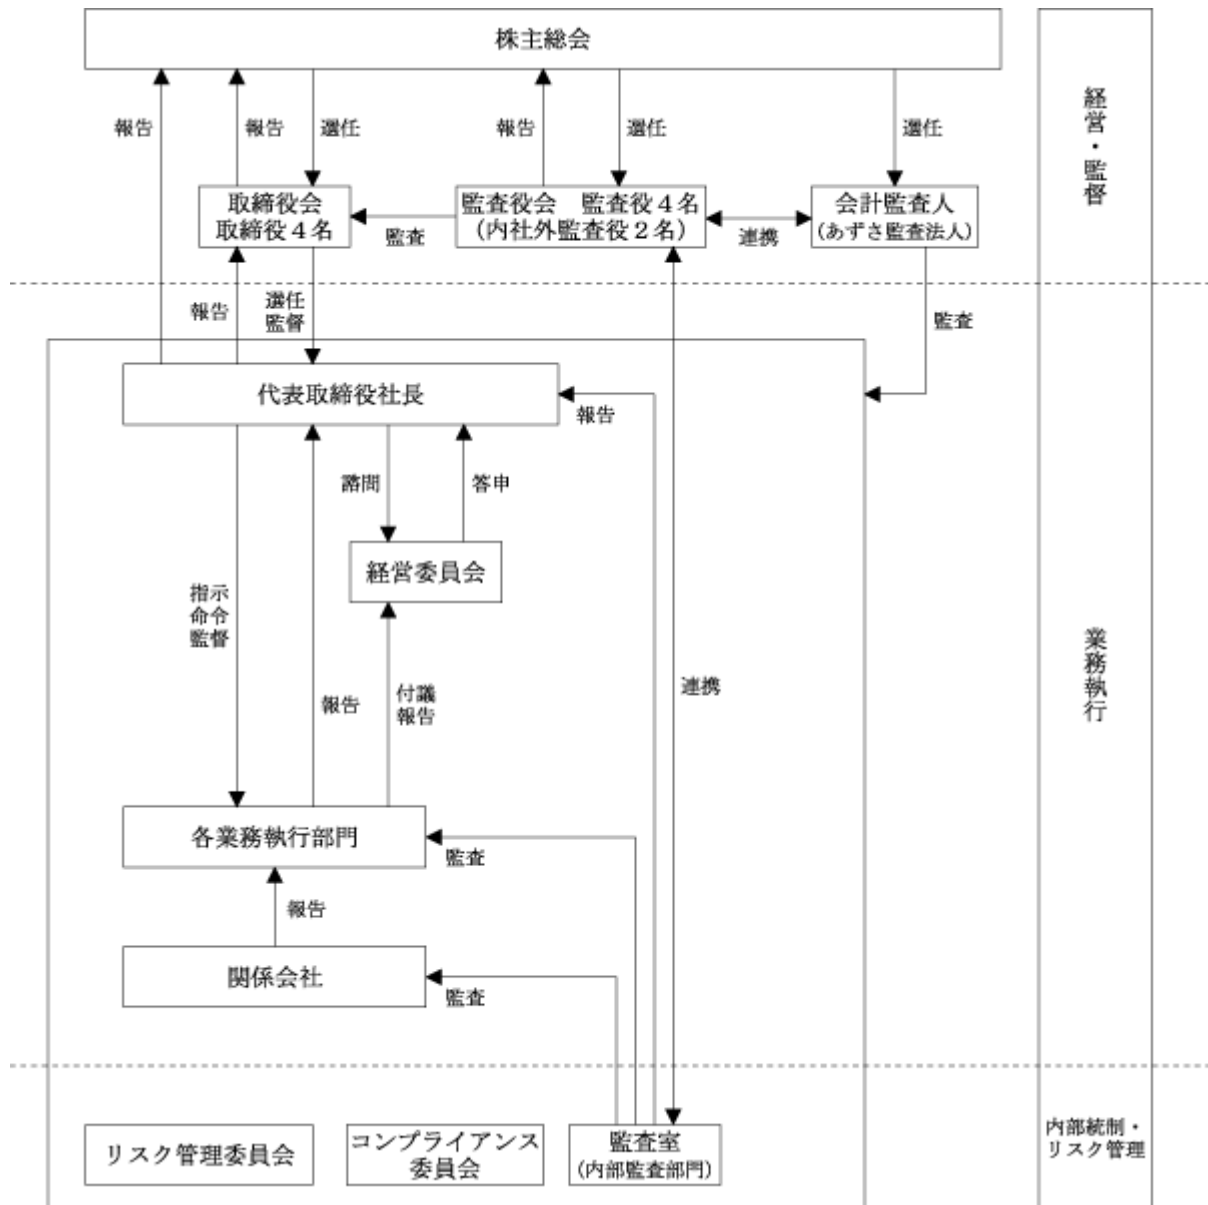 株主総会
報告
報告
選任
報告
選任
選任
取締役会
取締役４名
監査
監査役会　監査役４名
（内社外監査役２名）
連携
会計監査人
（あずさ監査法人）
経営・監督
報告
選任
監督
監査
代表取締役社長
報告
諮問
答申
経営委員会
指示
命令
監督
報告
付議
報告
連携
業務執行
各業務執行部門
監査
報告
関係会社
監査
リスク管理委員会
コンプライアンス
委員会
監査室
（内部監査部門）
内部統制・
リスク管理